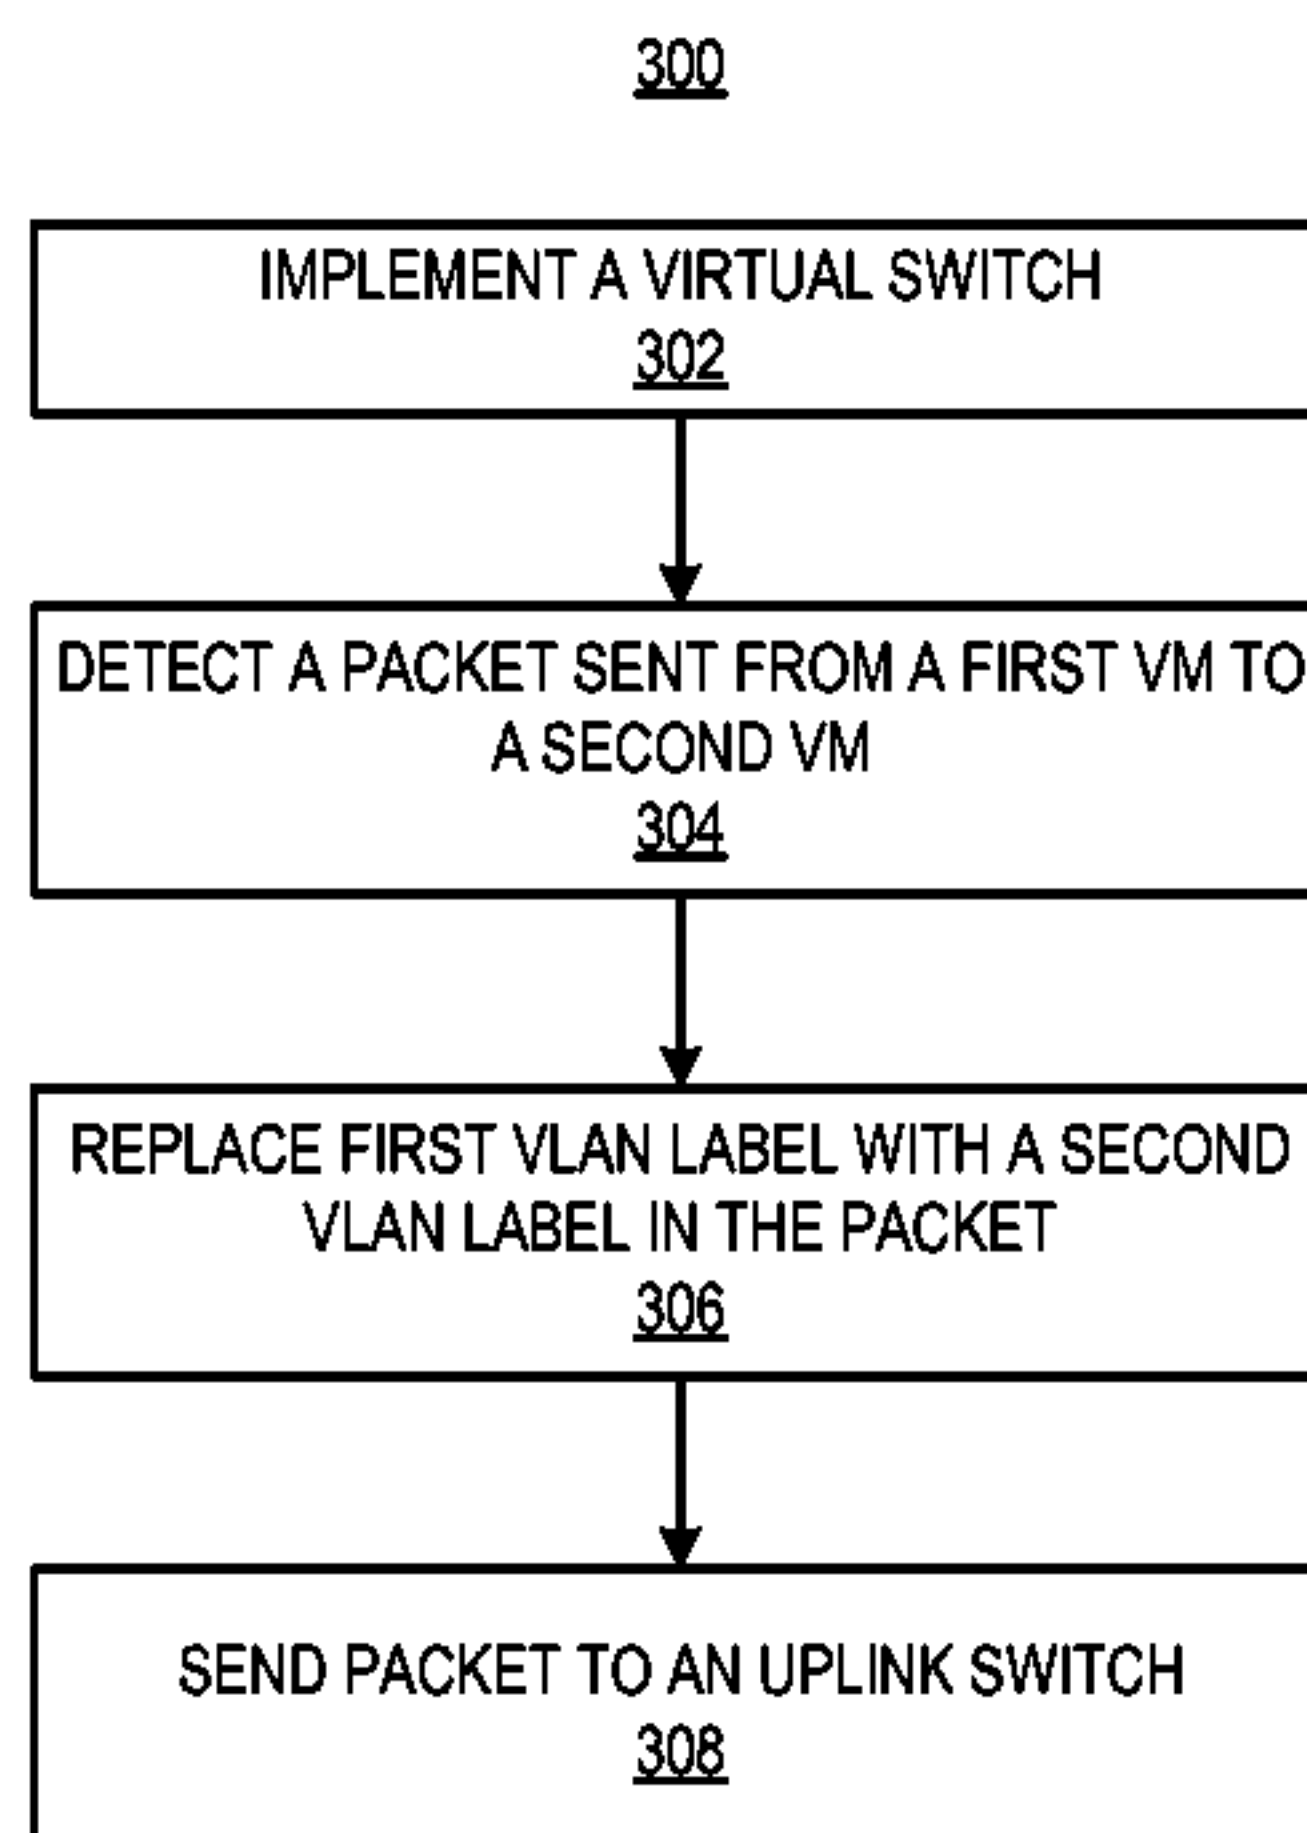 300
IMPLEMENT A VIRTUAL SWITCH
302
DETECT A PACKET SENT FROM A FIRST VM TO
A SECOND VM
304
REPLACE FIRST VLAN LABEL WITH A SECOND
VLAN LABEL IN THE PACKET
306
SEND PACKET TO AN UPLINK SWITCH
308